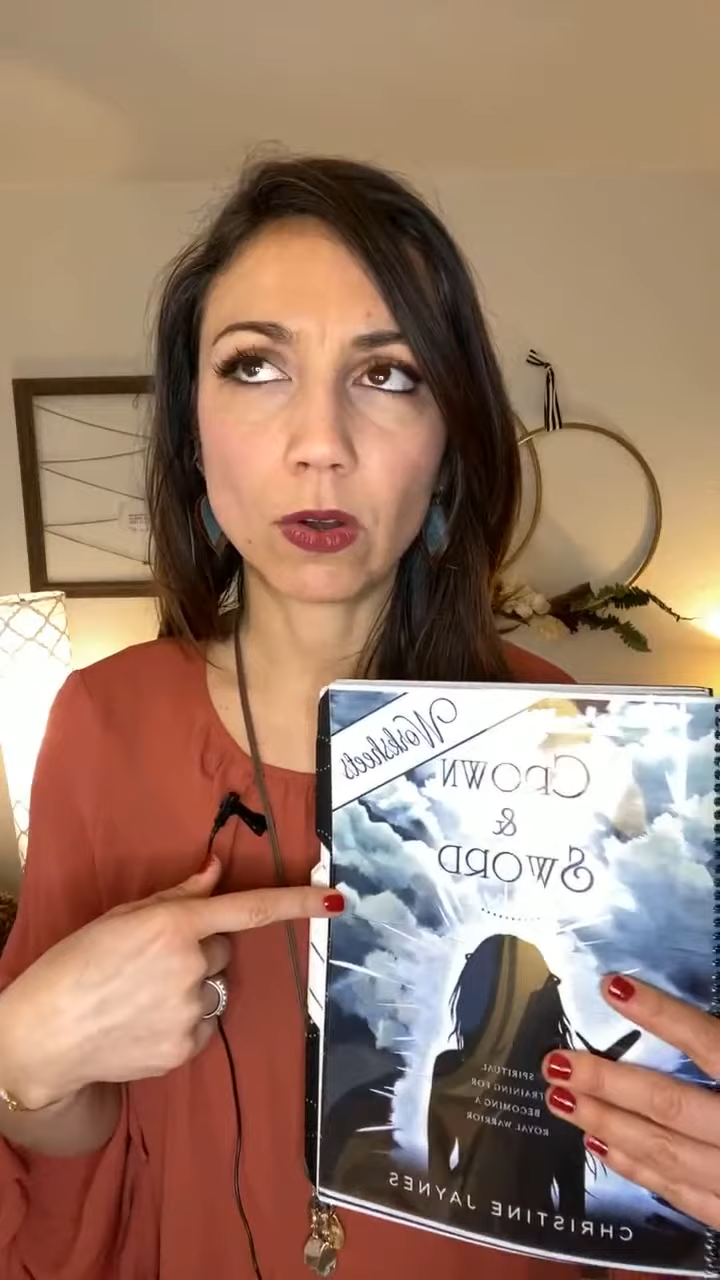 Worksheets
CROWN
&
SWORD
SPIRITUAL
TRAINING FOR
BECOMING A
ROYAL WARRIOR
CHRISTINE JAYNES